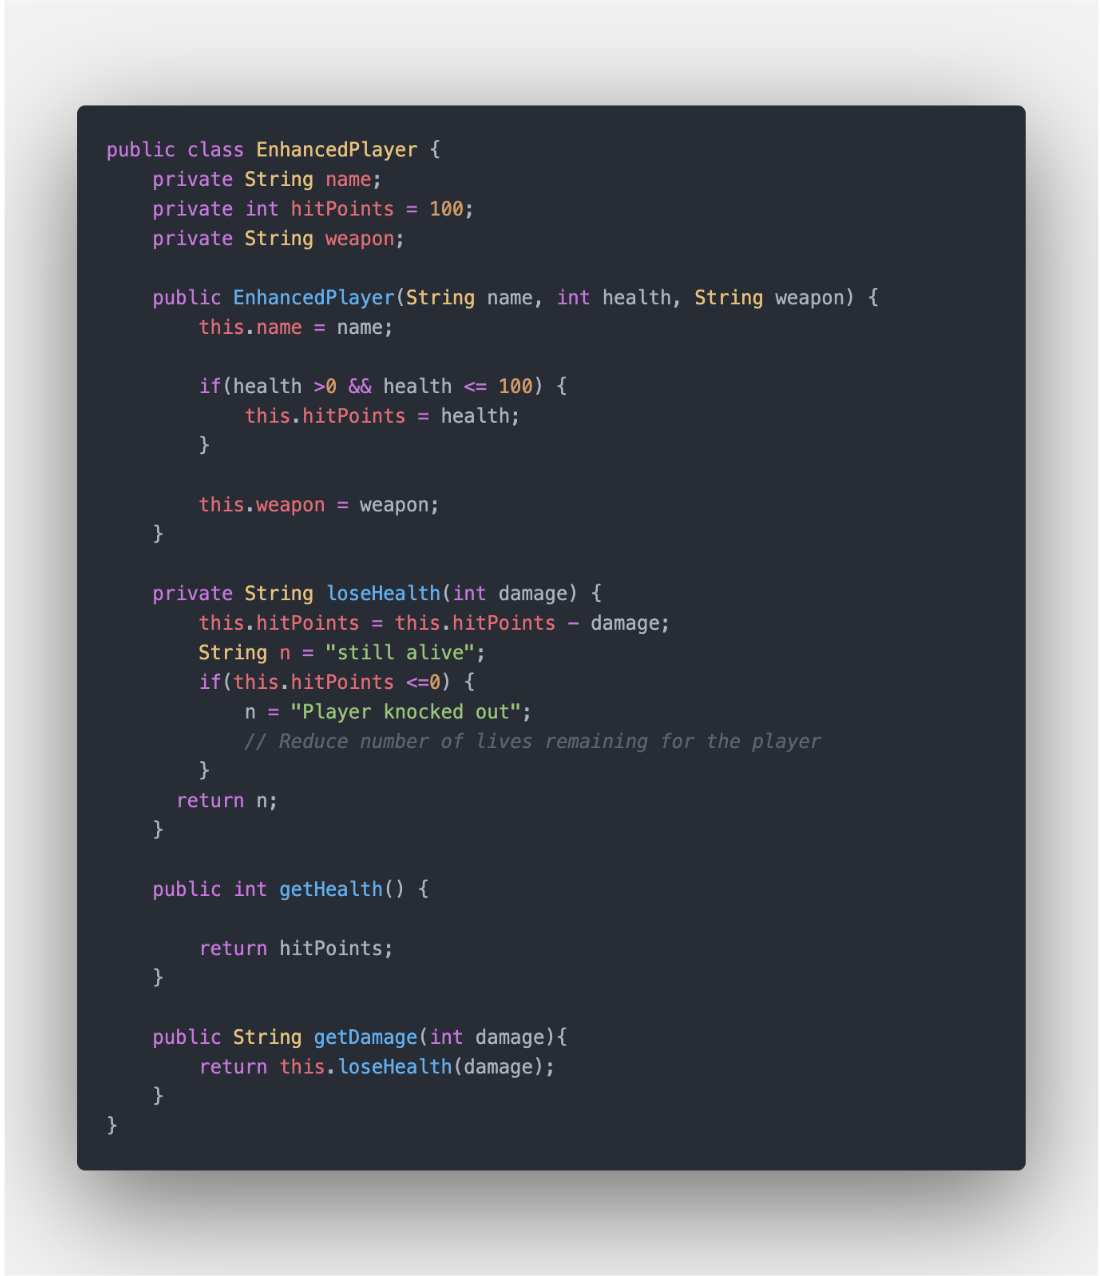 public class EnhancedPlayer {
    private String name;
    private int hitPoints = 100;
    private String weapon;

    public EnhancedPlayer(String name, int health, String weapon) {
        this.name = name;

        if(health >0 && health <= 100) {
            this.hitPoints = health;
        }

        this.weapon = weapon;
    }

    private String loseHealth(int damage) {
        this.hitPoints = this.hitPoints - damage;
        String n = "still alive";
        if(this.hitPoints <=0) {
            n = "Player knocked out";
            // Reduce number of lives remaining for the player
        }
      return n;
    }

    public int getHealth() {

        return hitPoints;
    }

    public String getDamage(int damage){
        return this.loseHealth(damage);
    }
}